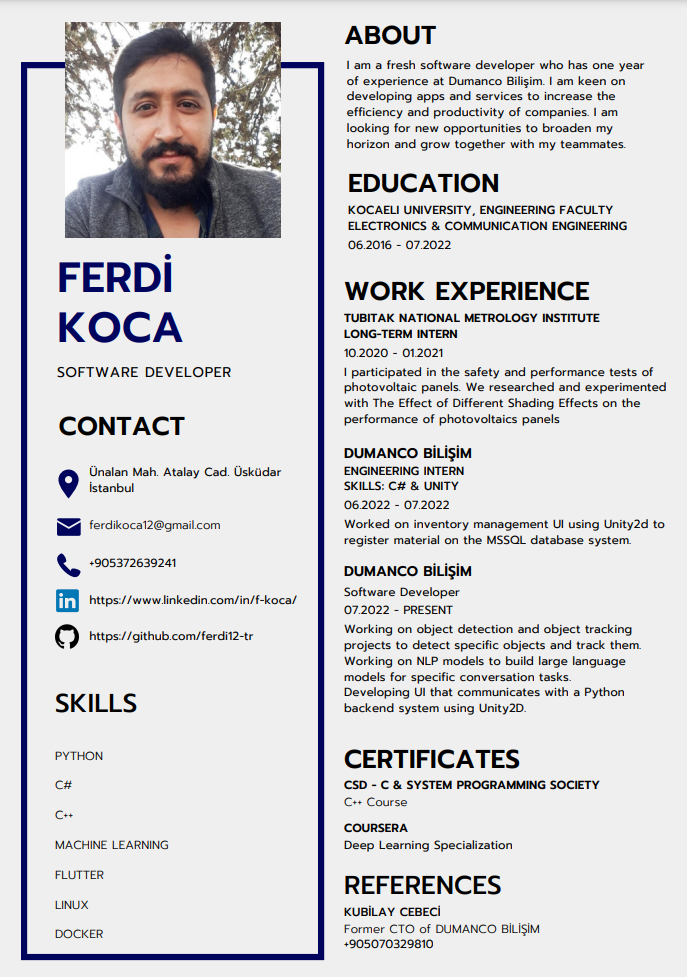 FERDİ
KOCA
SOFTWARE DEVELOPER
CONTACT
Ünalan Mah. Atalay Cad. Üsküdar
İstanbul
ferdikoca12@gmail.com
+905372639241
in
https://www.linkedin.com/in/f-koca/
https://github.com/ferdi12-tr
SKILLS
PYTHON
C#
C++
MACHINE LEARNING
FLUTTER
LINUX
DOCKER
ABOUT
I am a fresh software developer who has one year
of experience at Dumanco Bilişim. I am keen on
developing apps and services to increase the
efficiency and productivity of companies. I am
looking for new opportunities to broaden my
horizon and grow together with my teammates.
EDUCATION
KOCAELI UNIVERSITY, ENGINEERING FACULTY
ELECTRONICS & COMMUNICATION ENGINEERING
06.2016 - 07.2022
WORK EXPERIENCE
TUBITAK NATIONAL METROLOGY INSTITUTE
LONG-TERM INTERN
10.2020 - 01.2021
I participated in the safety and performance tests of
photovoltaic panels. We researched and experimented
with The Effect of Different Shading Effects on the
performance of photovoltaics panels
DUMANCO BİLİŞİM
ENGINEERING INTERN
SKILLS: C# & UNITY
06.2022 - 07.2022
Worked on inventory management UI using Unity2d to
register material on the MSSQL database system.
DUMANCO BİLİŞİM
Software Developer
07.2022 - PRESENT
Working on object detection and object tracking
projects to detect specific objects and track them.
Working on NLP models to build large language
models for specific conversation tasks.
Developing UI that communicates with a Python
backend system using Unity2D.
CERTIFICATES
CSD - C & SYSTEM PROGRAMMING SOCIETY
C++ Course
COURSERA
Deep Learning Specialization
REFERENCES
KUBİLAY CEBECİ
Former CTO of DUMANCO BİLİŞİM
+905070329810